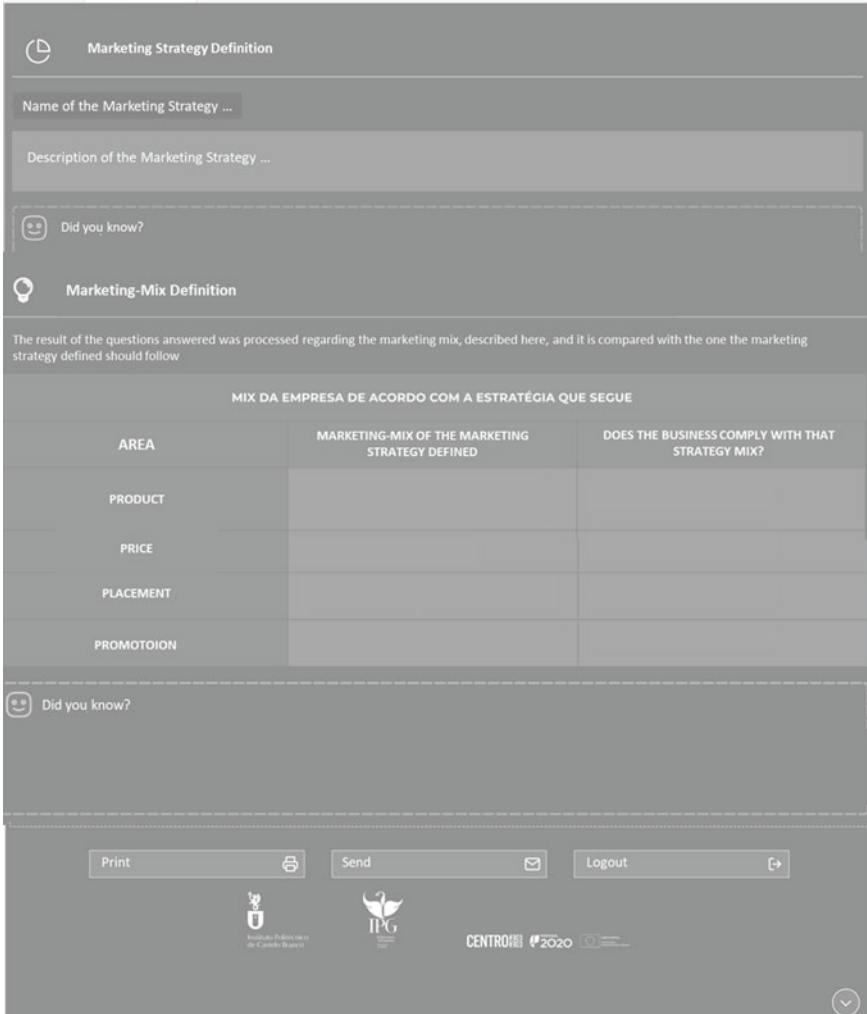 Marketing Strategy Definition
Name of the Marketing Strategy ...
Description of the Marketing Strategy ...
Did you know?
Marketing-Mix Definition
The result of the questions answered was processed regarding the marketing mix, described here, and it is compared with the one the marketing
strategy defined should follow
MIX DA EMPRESA DE ACORDO COM A ESTRATÉGIA QUE SEGUE
AREA
MARKETING-MIX OF THE MARKETING
STRATEGY DEFINED
DOES THE BUSINESS COMPLY WITH THAT
STRATEGY MIX?
PRODUCT
PRICE
PLACEMENT
PROMOTOION
Did you know?
Print
Send
Logout
Instituto Politécnico
de Castelo Branco
IPG
CENTRO
2020